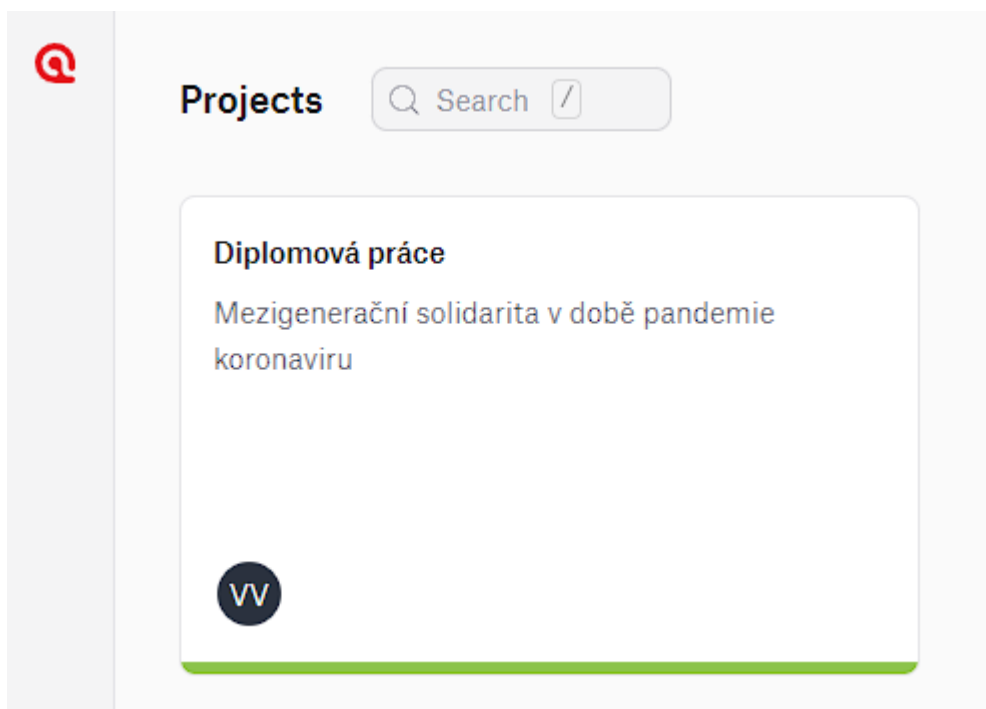 Projects
Search /
Diplomová práce
Mezigenerační solidarita v době pandemie
koronaviru
VV